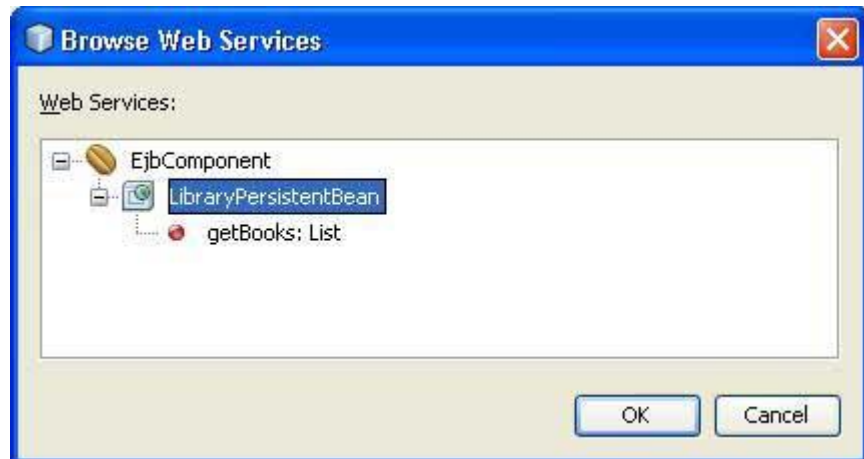 Browse Web Services
Web Services:
EjbComponent
LibraryPersistentBean
getBooks: List
OK Cancel